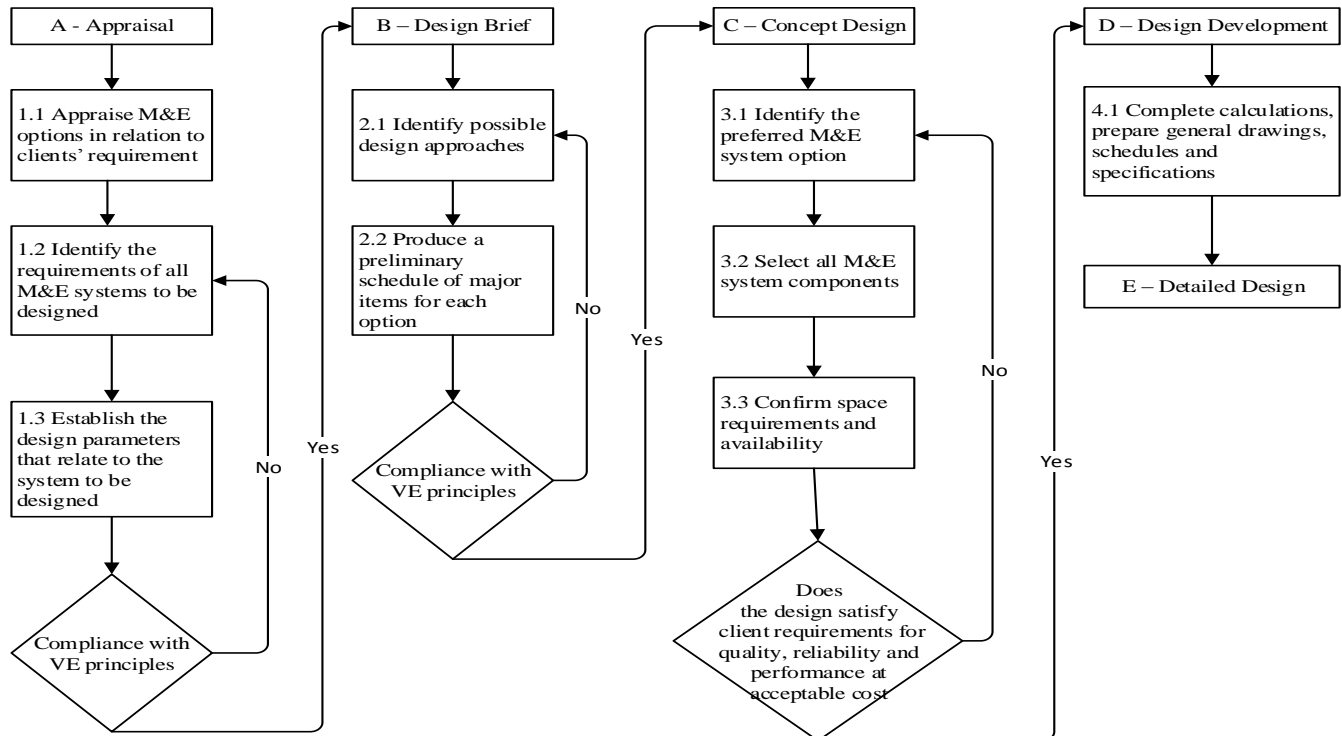 A - Appraisal
1.1 Appraise M&E
options in relation to
clients' requirement
1.2 Identify the
requirements of all
M&E systems to be
designed
1.3 Establish the
design parameters
that relate to the
system to be
designed
Compliance with
VE principles
No
Yes
B – Design Brief
2.1 Identify possible
design approaches
2.2 Produce a
preliminary
schedule of major
items for each
option
Compliance with
VE principles
No
Yes
C – Concept Design
3.1 Identify the
preferred M&E
system option
3.2 Select all M&E
system components
3.3 Confirm space
requirements and
availability
Does
the design satisfy
client requirements for
quality, reliability and
performance at
acceptable cost
No
Yes
D – Design Development
4.1 Complete calculations,
prepare general drawings,
schedules and
specifications
E – Detailed Design